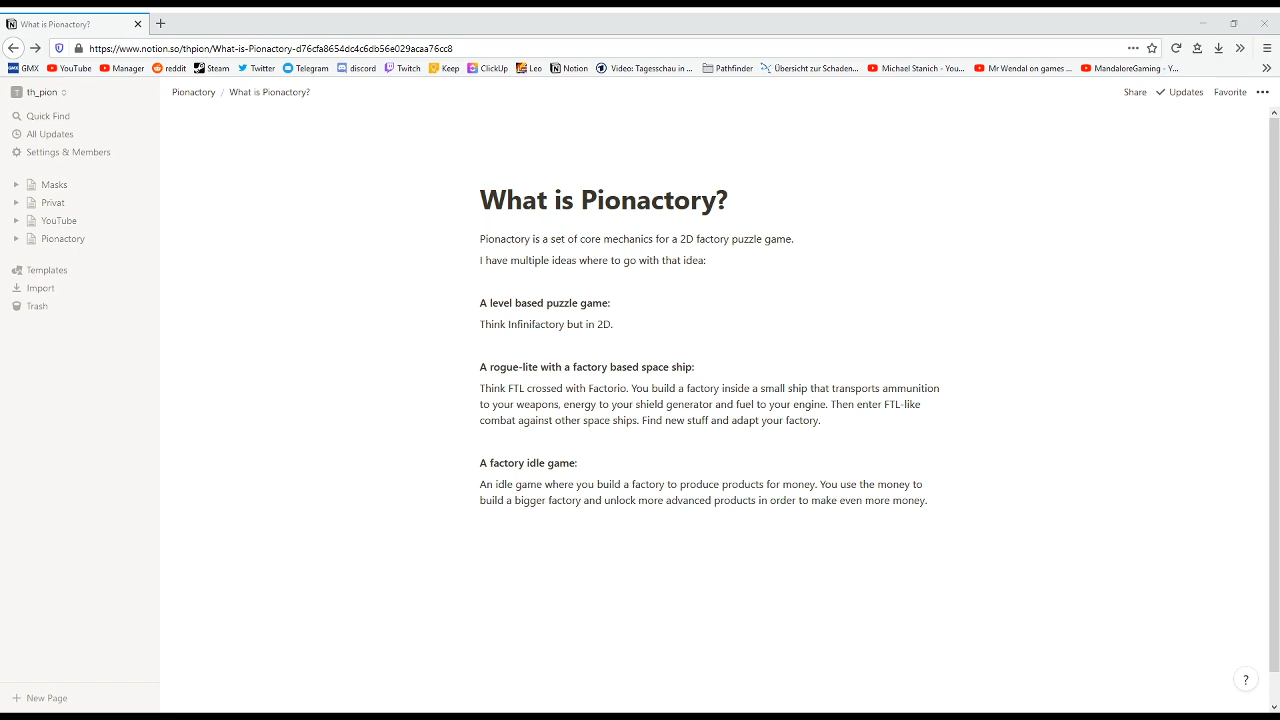 What is Pionactory?
https://www.notion.so/thpion/What-is-Pionactory-d76cfa8654dc4c6db56e029acaa76cc8
GMX YouTube Manager reddit Steam Twitter Telegram discord Twitch Keep ClickUp L Notion Video: Tagesschau in ... Pathfinder Übersicht zur Schaden... Michael Stanich - You... Mr Wendal on games ... MandaloreGaming - Y...
T th_pion
Pionactory / What is Pionactory?
Share Updates Favorite
Quick Find
All Updates
Settings & Members
Masks
Privat
YouTube
Pionactory
Templates
Import
Trash
What is Pionactory?
Pionactory is a set of core mechanics for a 2D factory puzzle game.
I have multiple ideas where to go with that idea:
A level based puzzle game:
Think Infinifactory but in 2D.
A rogue-lite with a factory based space ship:
Think FTL crossed with Factorio. You build a factory inside a small ship that transports ammunition
to your weapons, energy to your shield generator and fuel to your engine. Then enter FTL-like
combat against other space ships. Find new stuff and adapt your factory.
A factory idle game:
An idle game where you build a factory to produce products for money. You use the money to
build a bigger factory and unlock more advanced products in order to make even more money.
New Page
?